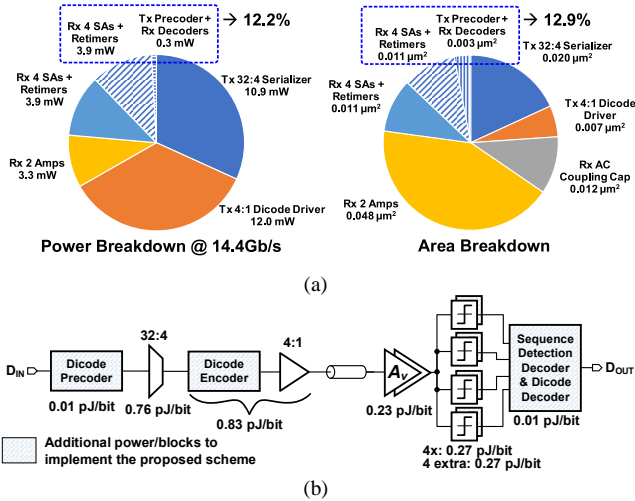 Rx 4 SAs +
Retimers
3.9 mW
Tx Precoder +
Rx Decoders
0.3 mW
→ 12.2%
Rx 4 SAs +
Retimers
3.9 mW
Tx 32:4 Serializer
10.9 mW
Rx 2 Amps
3.3 mW
Tx 4:1 Dicode Driver
12.0 mW
Power Breakdown @ 14.4Gb/s
Rx 4 SAs +
Retimers
0.011 µm²
Tx Precoder +
Rx Decoders
0.003 µm²
→ 12.9%
Tx 32:4 Serializer
0.020 µm²
Rx 4 SAs +
Retimers
0.011 µm²
Tx 4:1 Dicode
Driver
0.007 µm²
Rx AC
Coupling Cap
0.012 µm²
Rx 2 Amps
0.048 µm²
Area Breakdown
(a)
DIN
Dicode
Precoder
0.01 pJ/bit
32:4
0.76 pJ/bit
Dicode
Encoder
4:1
0.83 pJ/bit
Av
0.23 pJ/bit
4x: 0.27 pJ/bit
4 extra: 0.27 pJ/bit
Sequence
Detection
Decoder
& Dicode
Decoder
0.01 pJ/bit
DOUT
Additional power/blocks to
implement the proposed scheme
(b)